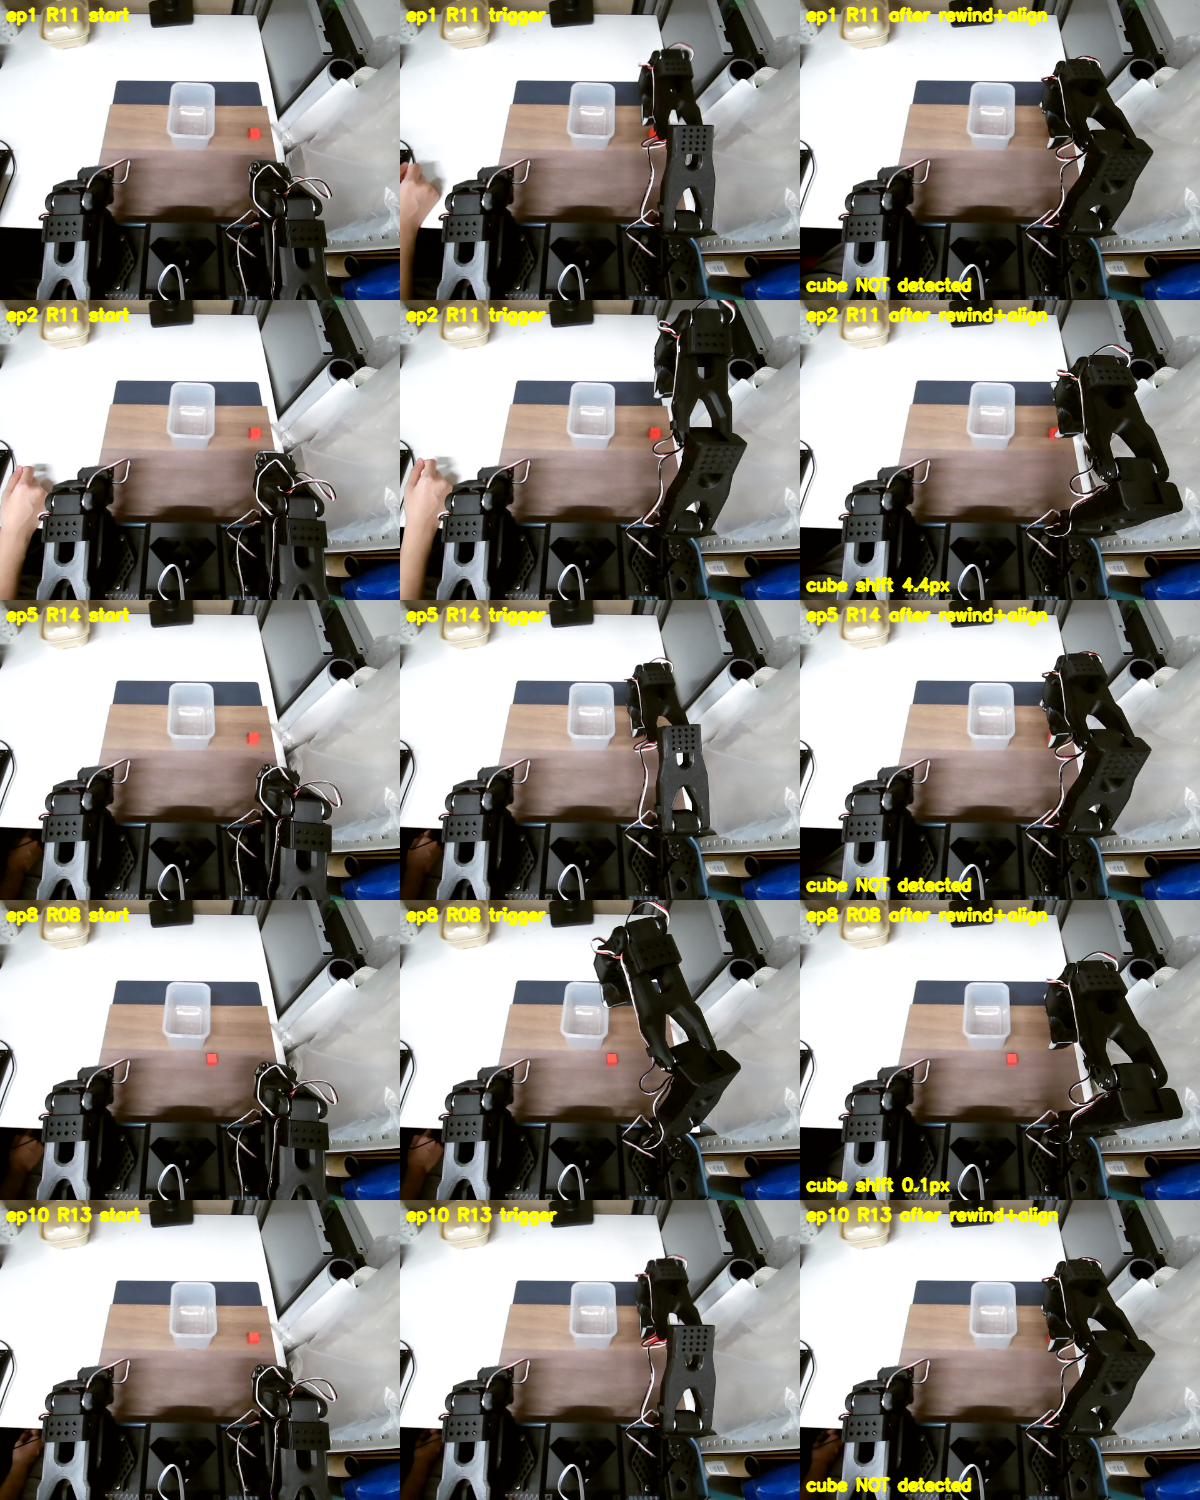 ep1 R11 start
ep1 R11 trigger
ep1 R11 after rewind+align
cube NOT detected
ep2 R11 start
ep2 R11 trigger
ep2 R11 after rewind+align
cube shift 4.4px
ep5 R14 start
ep5 R14 trigger
ep5 R14 after rewind+align
cube NOT detected
ep8 R08 start
ep8 R08 trigger
ep8 R08 after rewind+align
cube shift 0.1px
ep10 R13 start
ep10 R13 trigger
ep10 R13 after rewind+align
cube NOT detected